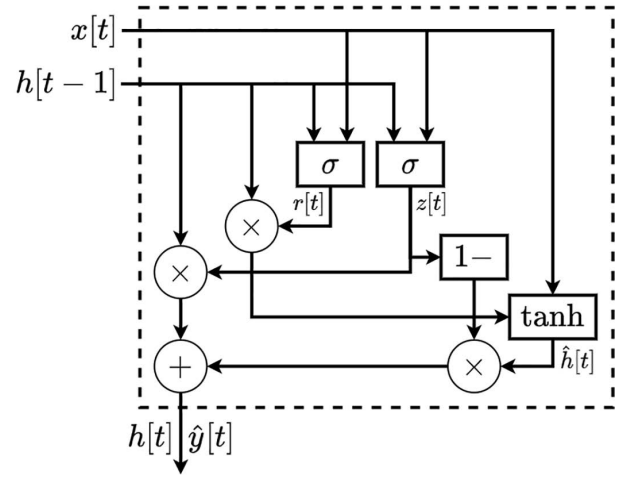 x[t]
h[t − 1]
σ σ
r[t] z[t]
×
× 1−
tanh
+ × ĥ[t]
h[t] ŷ[t]